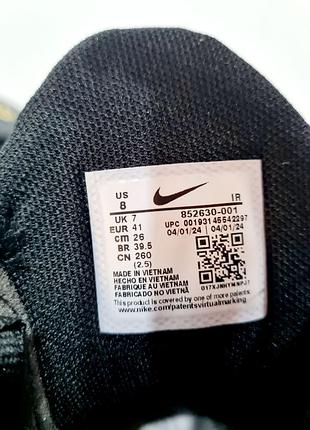 US
8
IR
UK 7
852630-001
EUR 41
UPC 00193145542297
cm 26
04/01/24 04/01/24
BR 39.5
CN 260
(2.5)
MADE IN VIETNAM
HECHO EN VIETNAM
FABRIQUE AU VIETNAM
FABRICADO NO VIETNÃ
This product is covered by one of more patents.
www.nike.com/patentsvirtualmarking